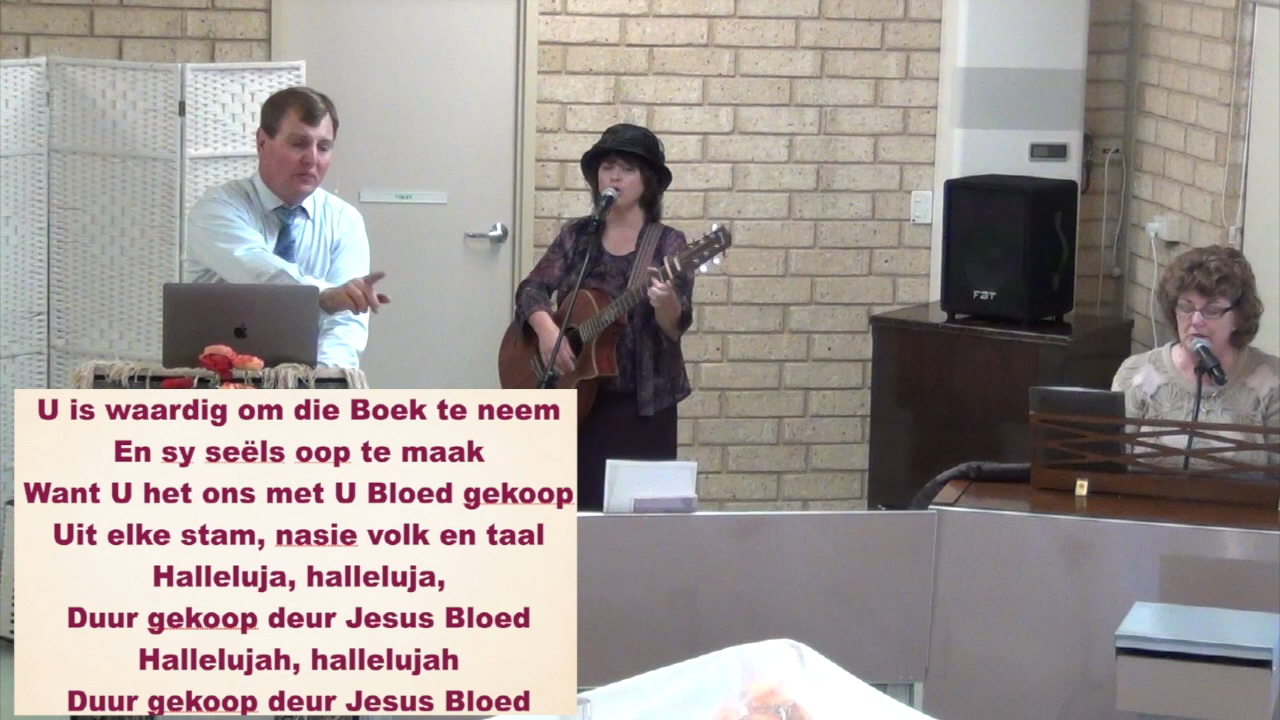 FBT
U is waardig om die Boek te neem
En sy seëls oop te maak
Want U het ons met U Bloed gekoop
Uit elke stam, nasie volk en taal
Halleluja, halleluja,
Duur gekoop deur Jesus Bloed
Hallelujah, hallelujah
Duur gekoop deur Jesus Bloed